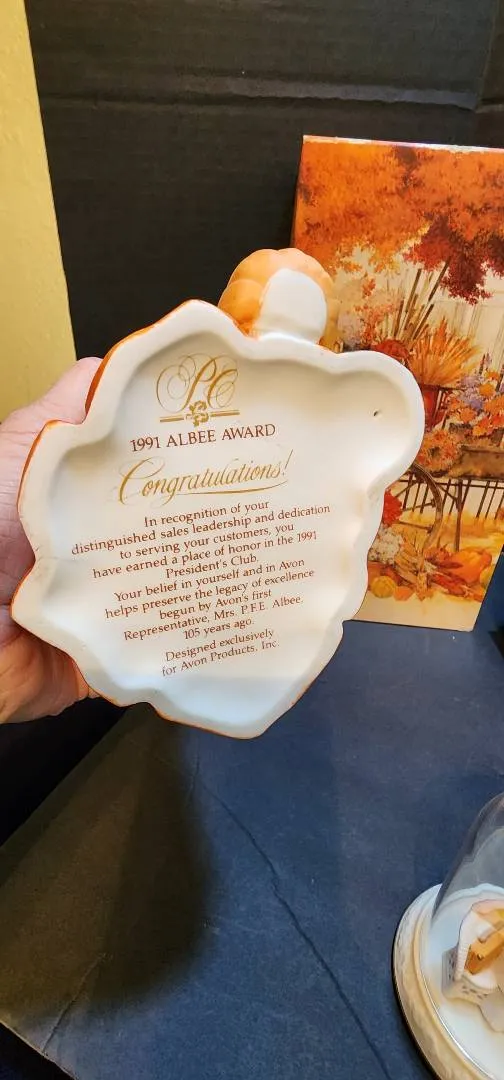 PC
1991 ALBEE AWARD
Congratulations!
In recognition of your
distinguished sales leadership and dedication
to serving your customers, you
have earned a place of honor in the 1991
President's Club.
Your belief in yourself and in Avon
helps preserve the legacy of excellence
begun by Avon's first
Representative, Mrs. P.F.E. Albee,
105 years ago.
Designed exclusively
for Avon Products, Inc.